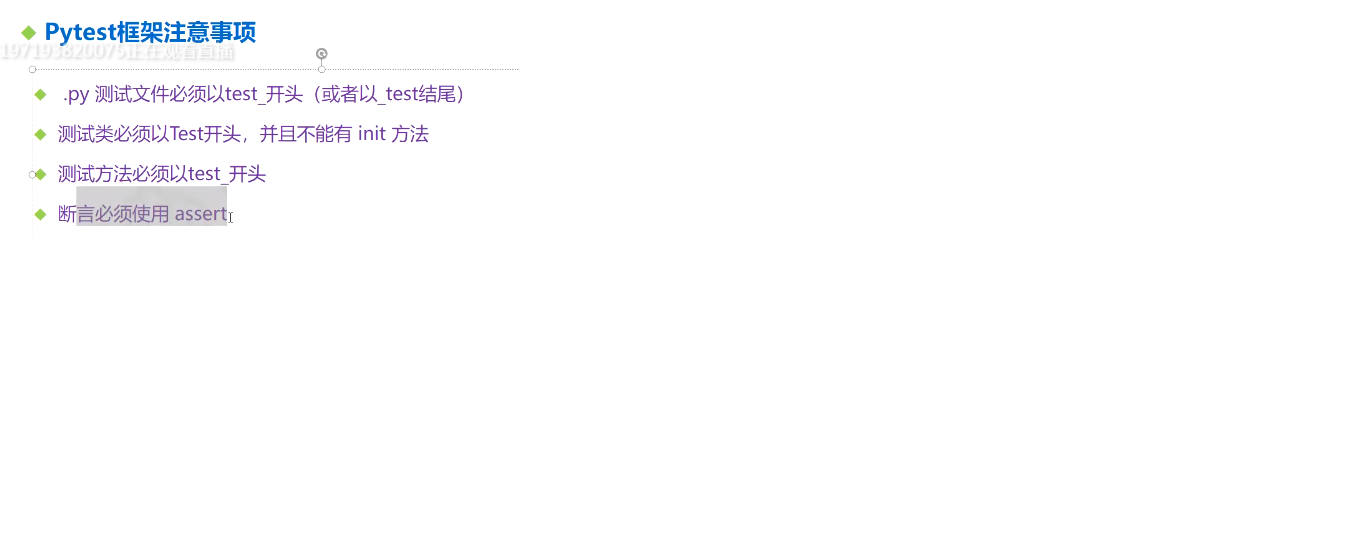 Pytest框架注意事项
197193820075正在观看直播
.py 测试文件必须以test_开头（或者以_test结尾）
测试类必须以Test开头，并且不能有 init 方法
测试方法必须以test_开头
断言必须使用 assert